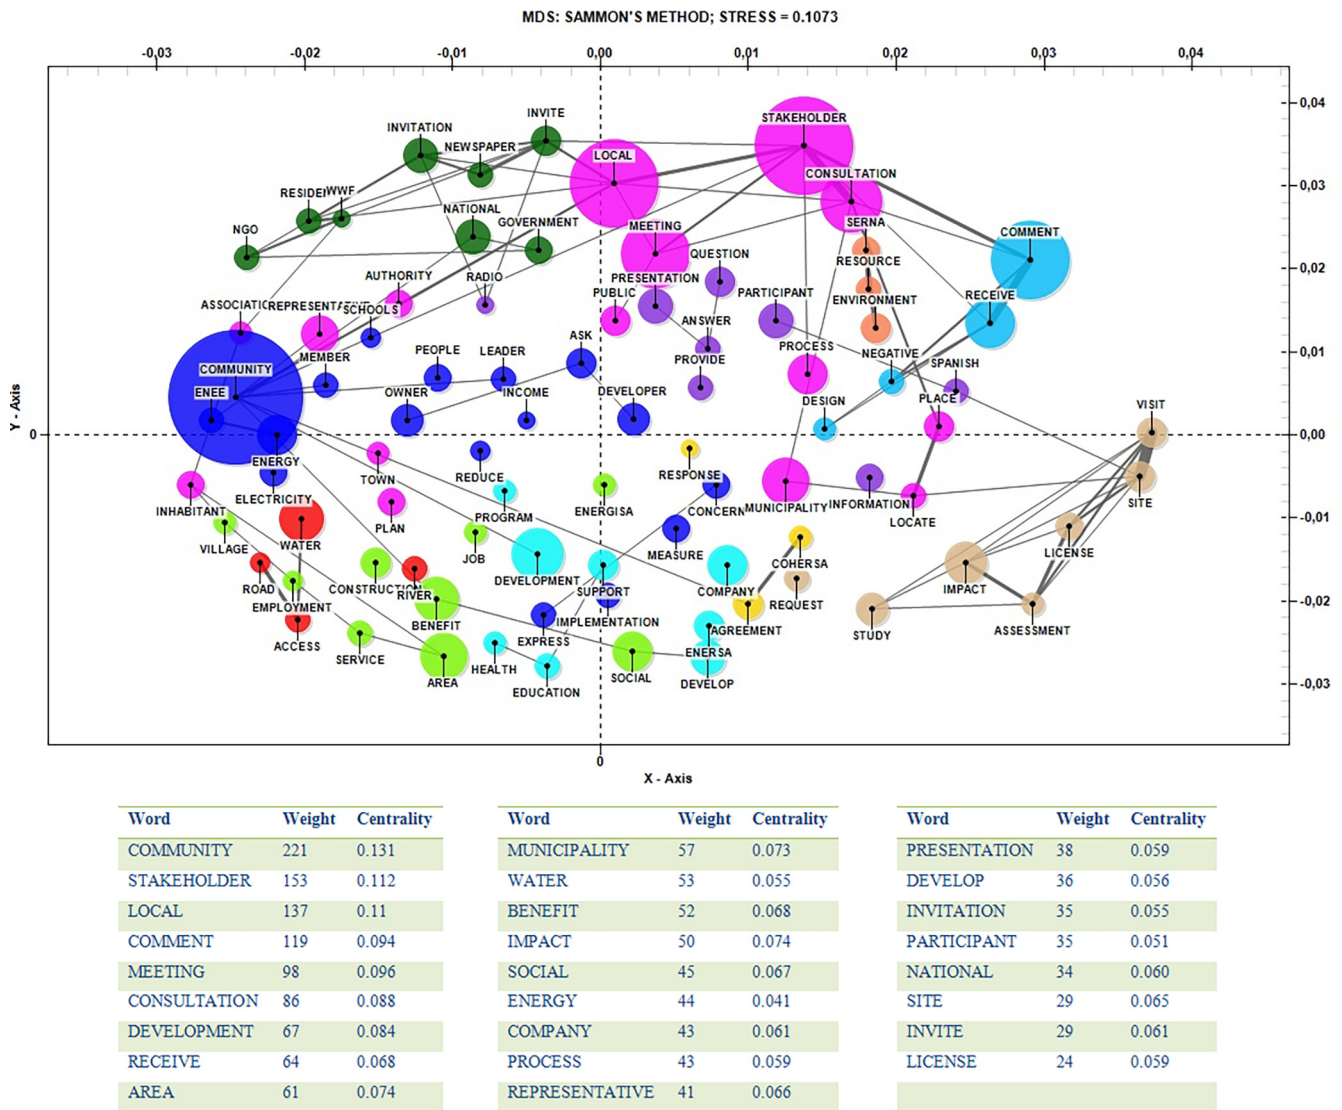 MDS: SAMMON'S METHOD; STRESS = 0.1073
-0,03 -0,02 -0,01 0,00 0,01 0,02 0,03 0,04
0,04
STAKEHOLDER
INVITE
INVITATION
NEWSPAPER
LOCAL
CONSULTATION
0,03
WWF
NATIONAL
GOVERNMENT
NGO
MEETING
SERNA
COMMENT
QUESTION
RESOURCE
0,02
AUTHORITY
RADIO
PRESENTATION
PUBLIC
PARTICIPANT
ENVIRONMENT
RECEIVE
SCHOOLS
ANSWER
ASK
PROCESS
0,01
MEMBER
PEOPLE
LEADER
PROVIDE
NEGATIVE
SPANISH
COMMUNITY
ENEE
OWNER
INCOME
DEVELOPER
DESIGN
PLACE
VISIT
Y - Axis
0
0,00
ENERGY
TOWN
REDUCE
RESPONSE
ELECTRICITY
INHABITANT
PLAN
PROGRAM
ENERGISA
CONCERN
MUNICIPALITY
INFORMATION
LOCATE
SITE
-0,01
VILLAGE
WATER
JOB
MEASURE
COHERSA
LICENSE
ROAD
CONSTRUCTION
RIVER
DEVELOPMENT
SUPPORT
COMPANY
REQUEST
IMPACT
EMPLOYMENT
BENEFIT
IMPLEMENTATION
AGREEMENT
STUDY
ASSESSMENT
-0,02
ACCESS
EXPRESS
SERVICE
AREA
HEALTH
EDUCATION
SOCIAL
ENERSA
DEVELOP
-0,03
0
X - Axis
Word Weight Centrality
COMMUNITY 221 0.131
STAKEHOLDER 153 0.112
LOCAL 137 0.11
COMMENT 119 0.094
MEETING 98 0.096
CONSULTATION 86 0.088
DEVELOPMENT 67 0.084
RECEIVE 64 0.068
AREA 61 0.074
Word Weight Centrality
MUNICIPALITY 57 0.073
WATER 53 0.055
BENEFIT 52 0.068
IMPACT 50 0.074
SOCIAL 45 0.067
ENERGY 44 0.041
COMPANY 43 0.061
PROCESS 43 0.059
REPRESENTATIVE 41 0.066
Word Weight Centrality
PRESENTATION 38 0.059
DEVELOP 36 0.056
INVITATION 35 0.055
PARTICIPANT 35 0.051
NATIONAL 34 0.060
SITE 29 0.065
INVITE 29 0.061
LICENSE 24 0.059